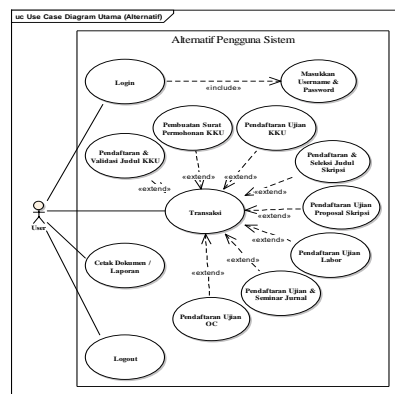 uc Use Case Diagram Utama (Alternatif)
Alternatif Pengguna Sistem
Login
«include»
Masukkan
Username &
Password
Pembuatan Surat
Permohonan KKU
Pendaftaran Ujian
KKU
Pendaftaran &
Validasi Judul KKU
Pendaftaran &
Seleksi Judul
Skripsi
«extend»
«extend»
«extend»
«extend»
Transaksi
Pendaftaran Ujian
Proposal Skripsi
«extend»
User
«extend»
Pendaftaran Ujian
Labor
«extend»
«extend»
Cetak Dokumen /
Laporan
Pendaftaran Ujian &
Seminar Jurnal
Pendaftaran Ujian
OC
Logout